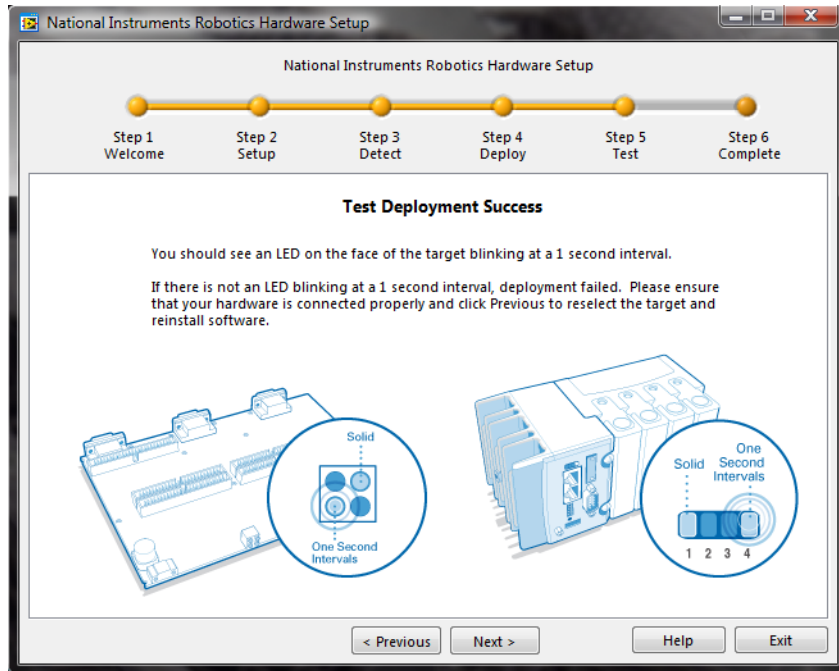 National Instruments Robotics Hardware Setup
National Instruments Robotics Hardware Setup
Step 1 Step 2 Step 3 Step 4 Step 5 Step 6
Welcome Setup Detect Deploy Test Complete
Test Deployment Success
You should see an LED on the face of the target blinking at a 1 second interval.
If there is not an LED blinking at a 1 second interval, deployment failed.  Please ensure
that your hardware is connected properly and click Previous to reselect the target and
reinstall software.
Solid
One Second
Intervals
One
Solid Second
Intervals
1 2 3 4
< Previous Next > Help Exit